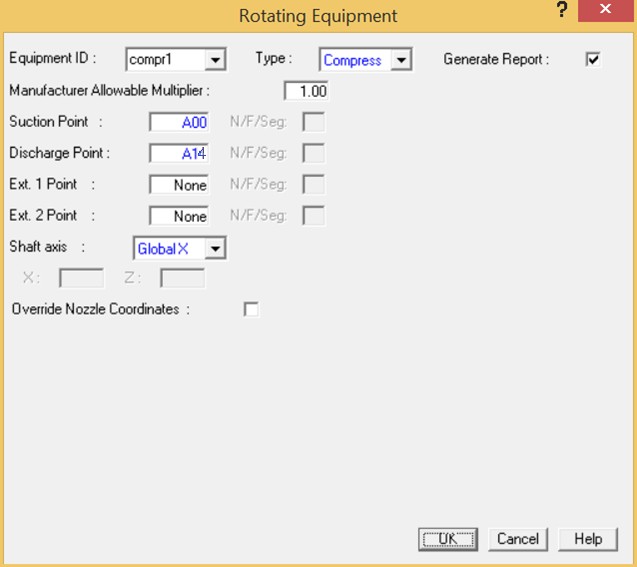 Rotating Equipment ? x
Equipment ID : compr1 Type : Compress Generate Report :
Manufacturer Allowable Multiplier : 1.00
Suction Point : A00 N/F/Seg:
Discharge Point : A14 N/F/Seg:
Ext. 1 Point : None N/F/Seg:
Ext. 2 Point : None N/F/Seg:
Shaft axis : Global X
X : Z :
Override Nozzle Coordinates :
OK Cancel Help